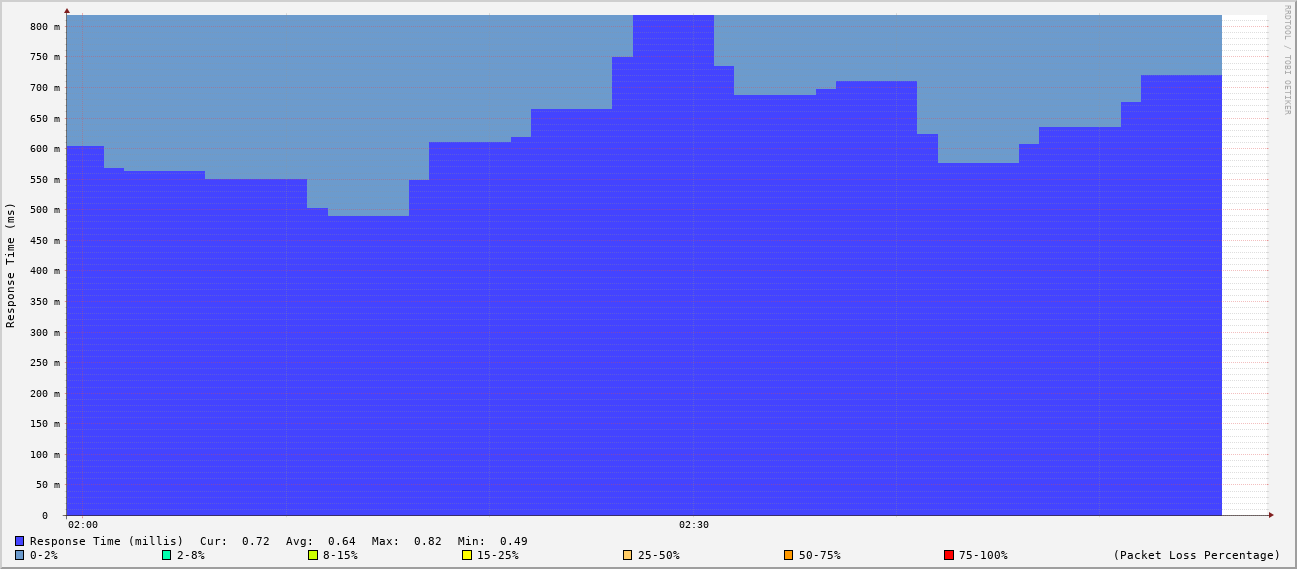 RRDTOOL / TOBI OETIKER
Response Time (ms)
800 m
750 m
700 m
650 m
600 m
550 m
500 m
450 m
400 m
350 m
300 m
250 m
200 m
150 m
100 m
50 m
0
02:00 02:30
Response Time (millis) Cur: 0.72 Avg: 0.64 Max: 0.82 Min: 0.49
0-2% 2-8% 8-15% 15-25% 25-50% 50-75% 75-100% (Packet Loss Percentage)